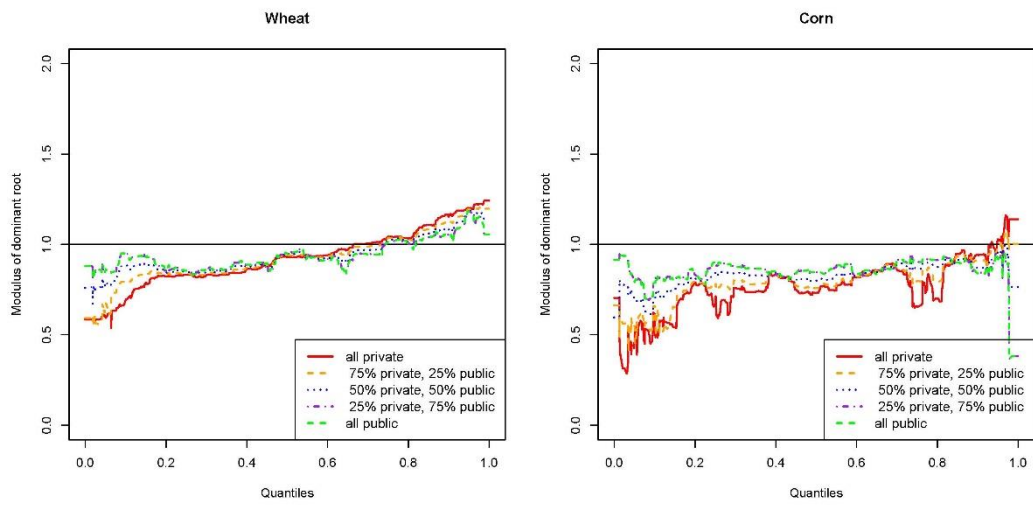 Wheat
Modulus of dominant root
2.0
1.5
1.0
0.5
0.0
all private
75% private, 25% public
50% private, 50% public
25% private, 75% public
all public
0.0 0.2 0.4 0.6 0.8 1.0
Quantiles
Corn
Modulus of dominant root
2.0
1.5
1.0
0.5
0.0
all private
75% private, 25% public
50% private, 50% public
25% private, 75% public
all public
0.0 0.2 0.4 0.6 0.8 1.0
Quantiles